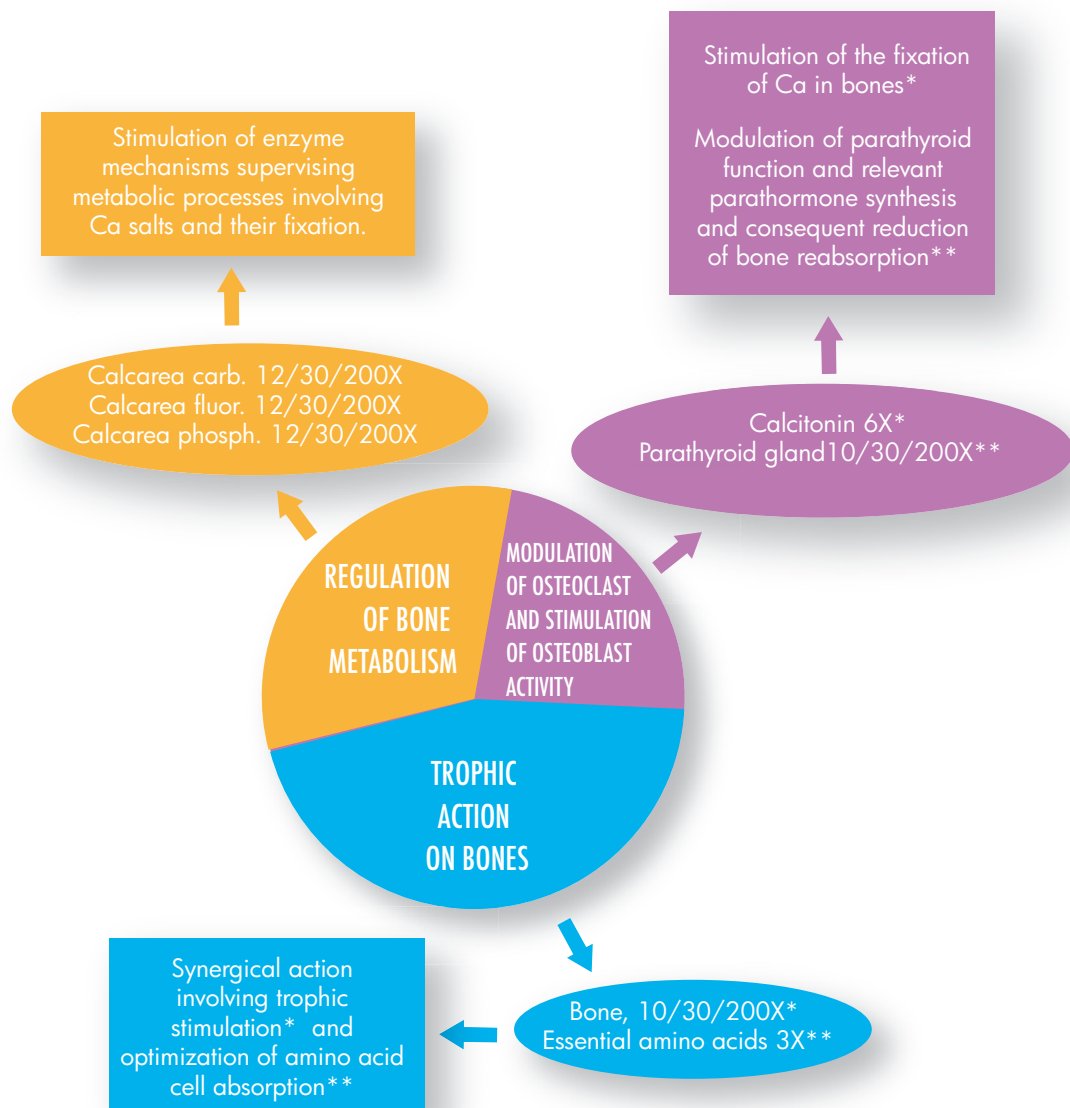 Stimulation of the fixation
of Ca in bones*
Modulation of parathyroid
function and relevant
parathormone synthesis
and consequent reduction
of bone reabsorption**
Stimulation of enzyme
mechanisms supervising
metabolic processes involving
Ca salts and their fixation.
Calcarea carb. 12/30/200X
Calcarea fluor. 12/30/200X
Calcarea phosph. 12/30/200X
Calcitonin 6X*
Parathyroid gland10/30/200X**
REGULATION
OF BONE
METABOLISM
MODULATION
OF OSTEOCLAST
AND STIMULATION
OF OSTEOBLAST
ACTIVITY
TROPHIC
ACTION
ON BONES
Synergical action
involving trophic
stimulation* and
optimization of amino acid
cell absorption**
Bone, 10/30/200X*
Essential amino acids 3X**